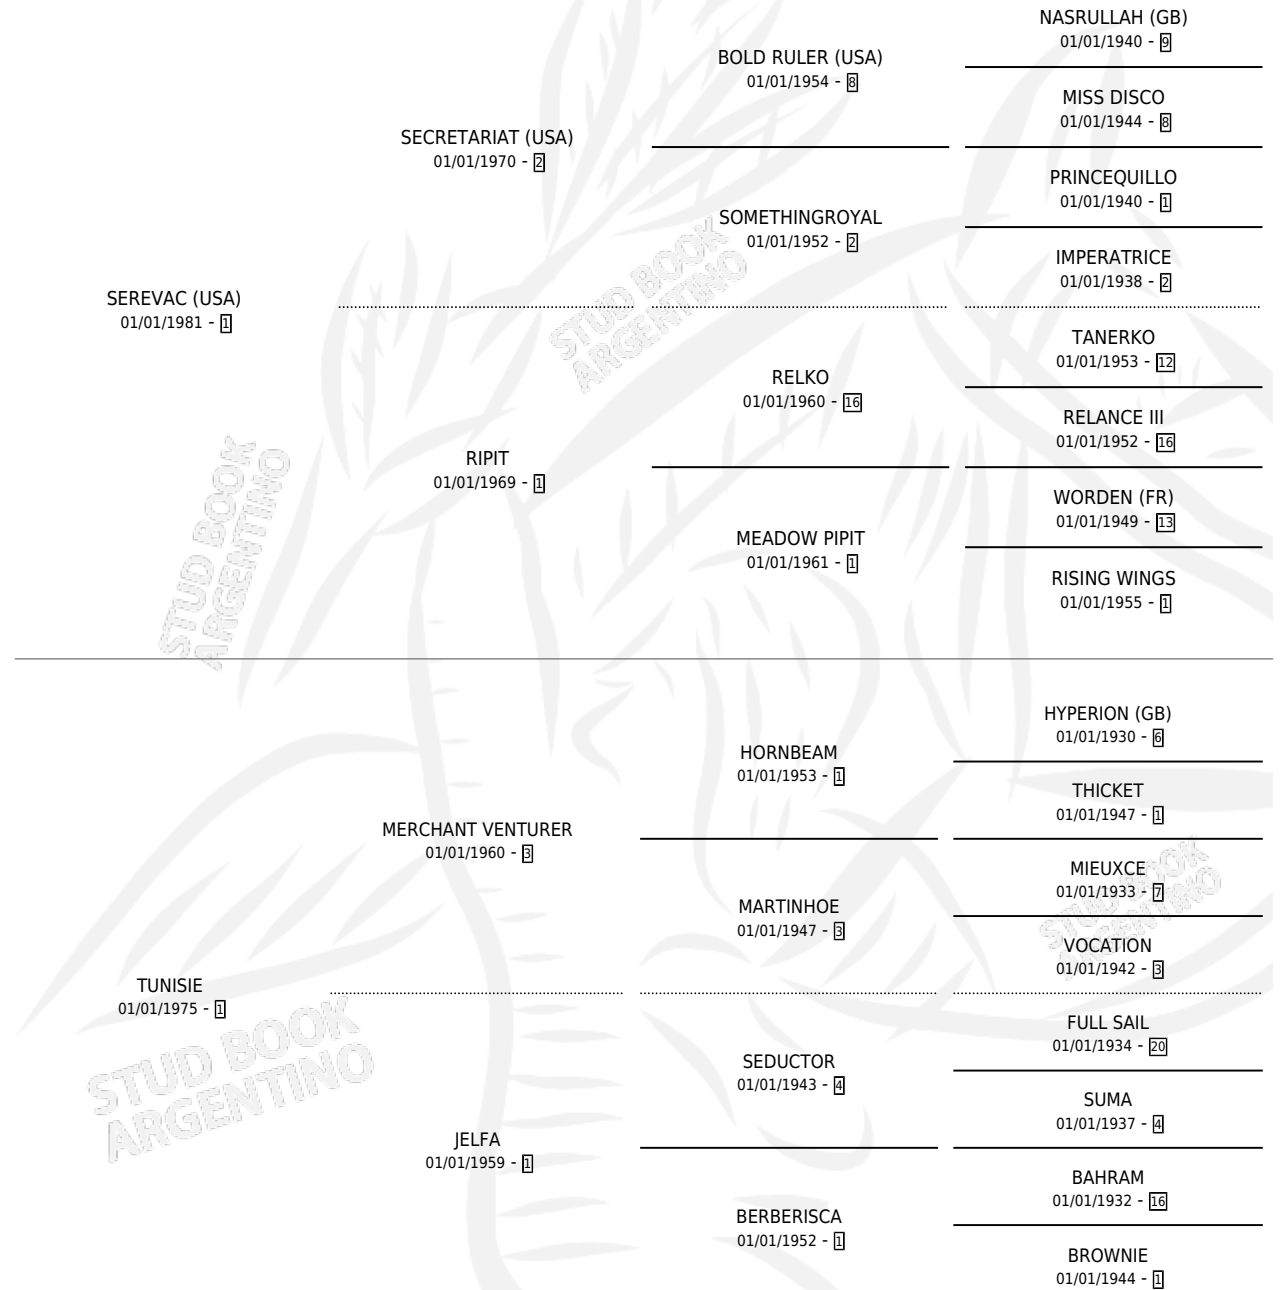 NASRULLAH (GB)
01/01/1940 - 9
BOLD RULER (USA)
01/01/1954 - 8
MISS DISCO
01/01/1944 - 8
SECRETARIAT (USA)
01/01/1970 - 2
PRINCEQUILLO
01/01/1940 - 1
SOMETHINGROYAL
01/01/1952 - 2
IMPERATRICE
01/01/1938 - 2
SEREVAC (USA)
01/01/1981 - 1
STUD BOOK
ARGENTINO
TANERKO
01/01/1953 - 12
RELKO
01/01/1960 - 16
RELANCE III
01/01/1952 - 16
RIPIT
01/01/1969 - 1
WORDEN (FR)
01/01/1949 - 13
MEADOW PIPIT
01/01/1961 - 1
RISING WINGS
01/01/1955 - 1
STUD BOOK
ARGENTINO
HYPERION (GB)
01/01/1930 - 6
HORNBEAM
01/01/1953 - 1
THICKET
01/01/1947 - 1
MERCHANT VENTURER
01/01/1960 - 3
MIEUXCE
01/01/1933 - 7
MARTINHOE
01/01/1947 - 3
VOCATION
01/01/1942 - 3
STUD BOOK
ARGENTINO
TUNISIE
01/01/1975 - 1
FULL SAIL
01/01/1934 - 20
SEDUCTOR
01/01/1943 - 4
SUMA
01/01/1937 - 4
STUD BOOK
ARGENTINO
JELFA
01/01/1959 - 1
BAHRAM
01/01/1932 - 16
BERBERISCA
01/01/1952 - 1
BROWNIE
01/01/1944 - 1